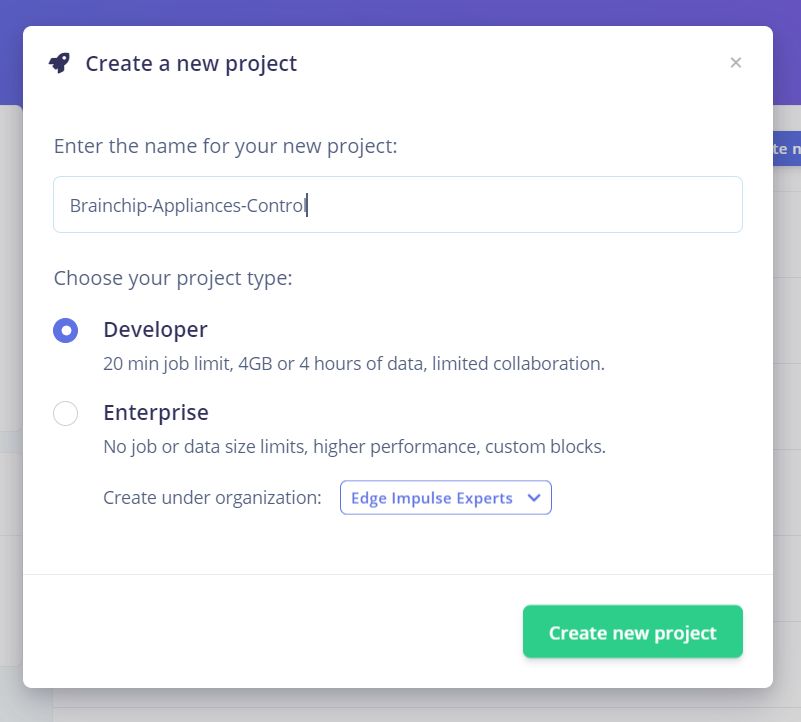 Create a new project
×
Enter the name for your new project:
te n
Brainchip-Appliances-Control
Choose your project type:
Developer
20 min job limit, 4GB or 4 hours of data, limited collaboration.
Enterprise
No job or data size limits, higher performance, custom blocks.
Create under organization: Edge Impulse Experts
Create new project